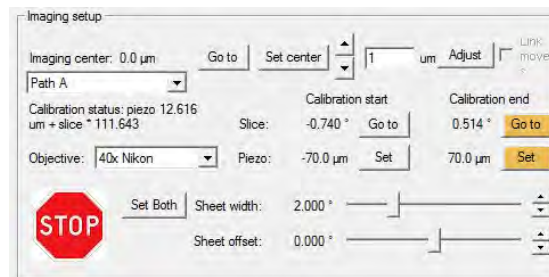 Imaging setup
Imaging center: 0.0 µm Go to Set center 1 um Adjust Link
move
Path A
Calibration status: piezo 12.616
um + slice * 111.643
Calibration start Calibration end
Slice: -0.740 ° Go to 0.514 ° Go to
Objective: 40x Nikon Piezo: -70.0 µm Set 70.0 µm Set
STOP Set Both Sheet width: 2.000 °
Sheet offset: 0.000 °